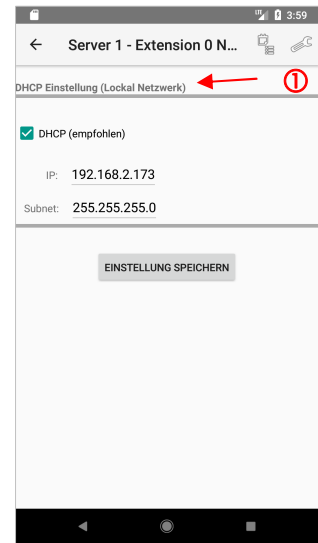 LTE 3:59
Server 1 - Extension 0 N...
DHCP Einstellung (Lockal Netzwerk)
①
DHCP (empfohlen)
IP: 192.168.2.173
Subnet: 255.255.255.0
EINSTELLUNG SPEICHERN